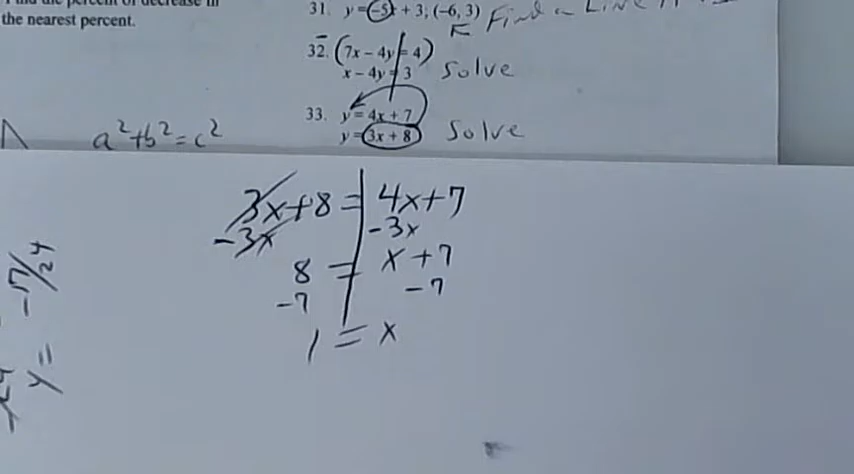 the nearest percent.
31. y = -5x + 3; (-6, 3) Find a Line
32. 7x - 4y = 4
x - 4y = 3 Solve
33. y = 4x + 7
y = 3x + 8 Solve
a² + b² = c²
3x + 8 = 4x + 7
-3x -3x
8 = x + 7
-7 -7
1 = x
y = -17/24